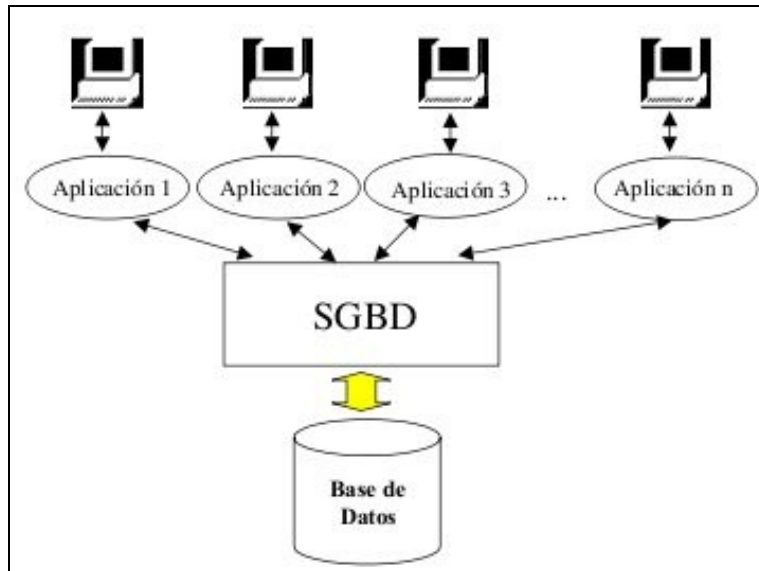 Aplicación 1
Aplicación 2
Aplicación 3
...
Aplicación n
SGBD
Base de
Datos